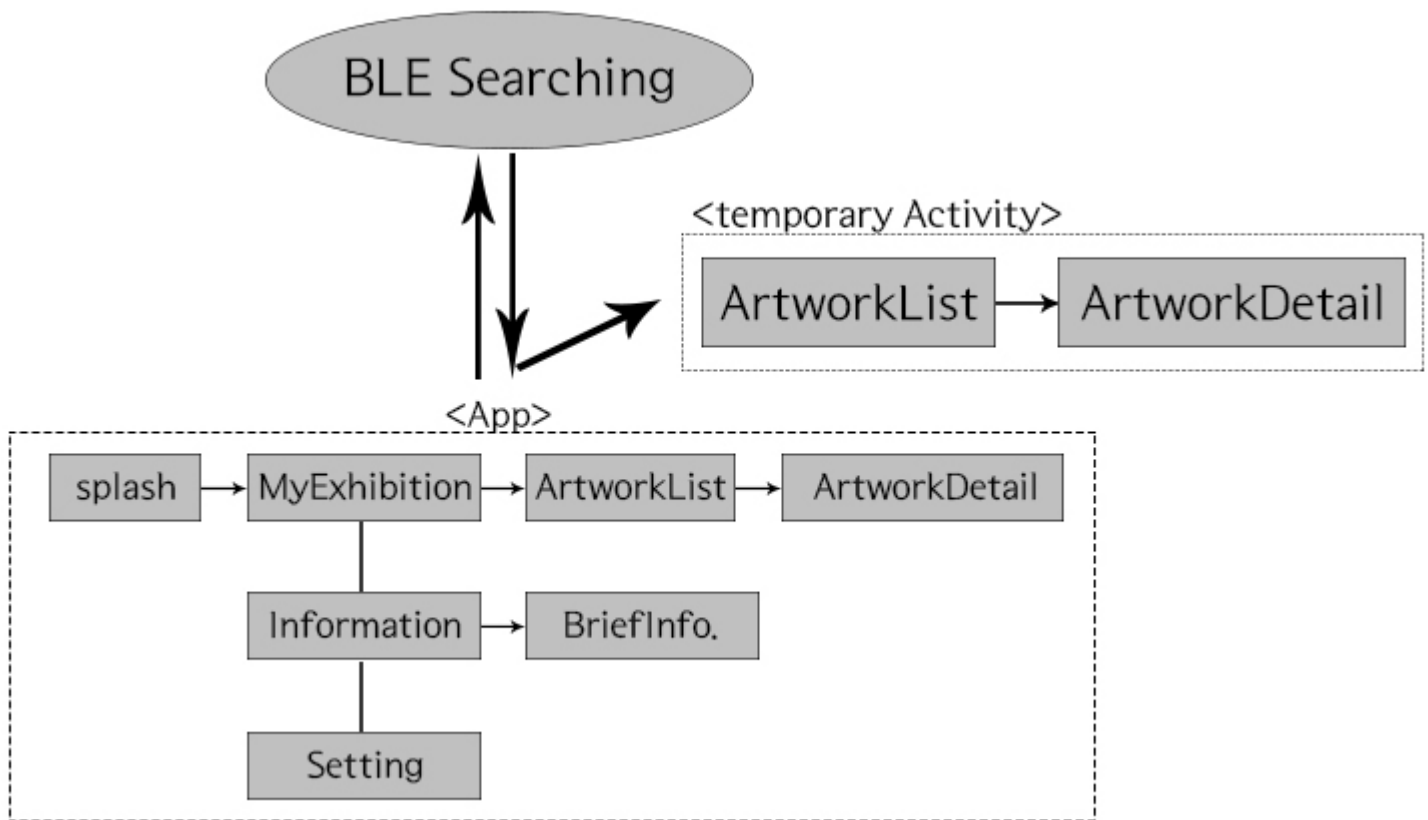 BLE Searching
<temporary Activity>
ArtworkList
ArtworkDetail
<App>
splash
MyExhibition
ArtworkList
ArtworkDetail
Information
BriefInfo.
Setting